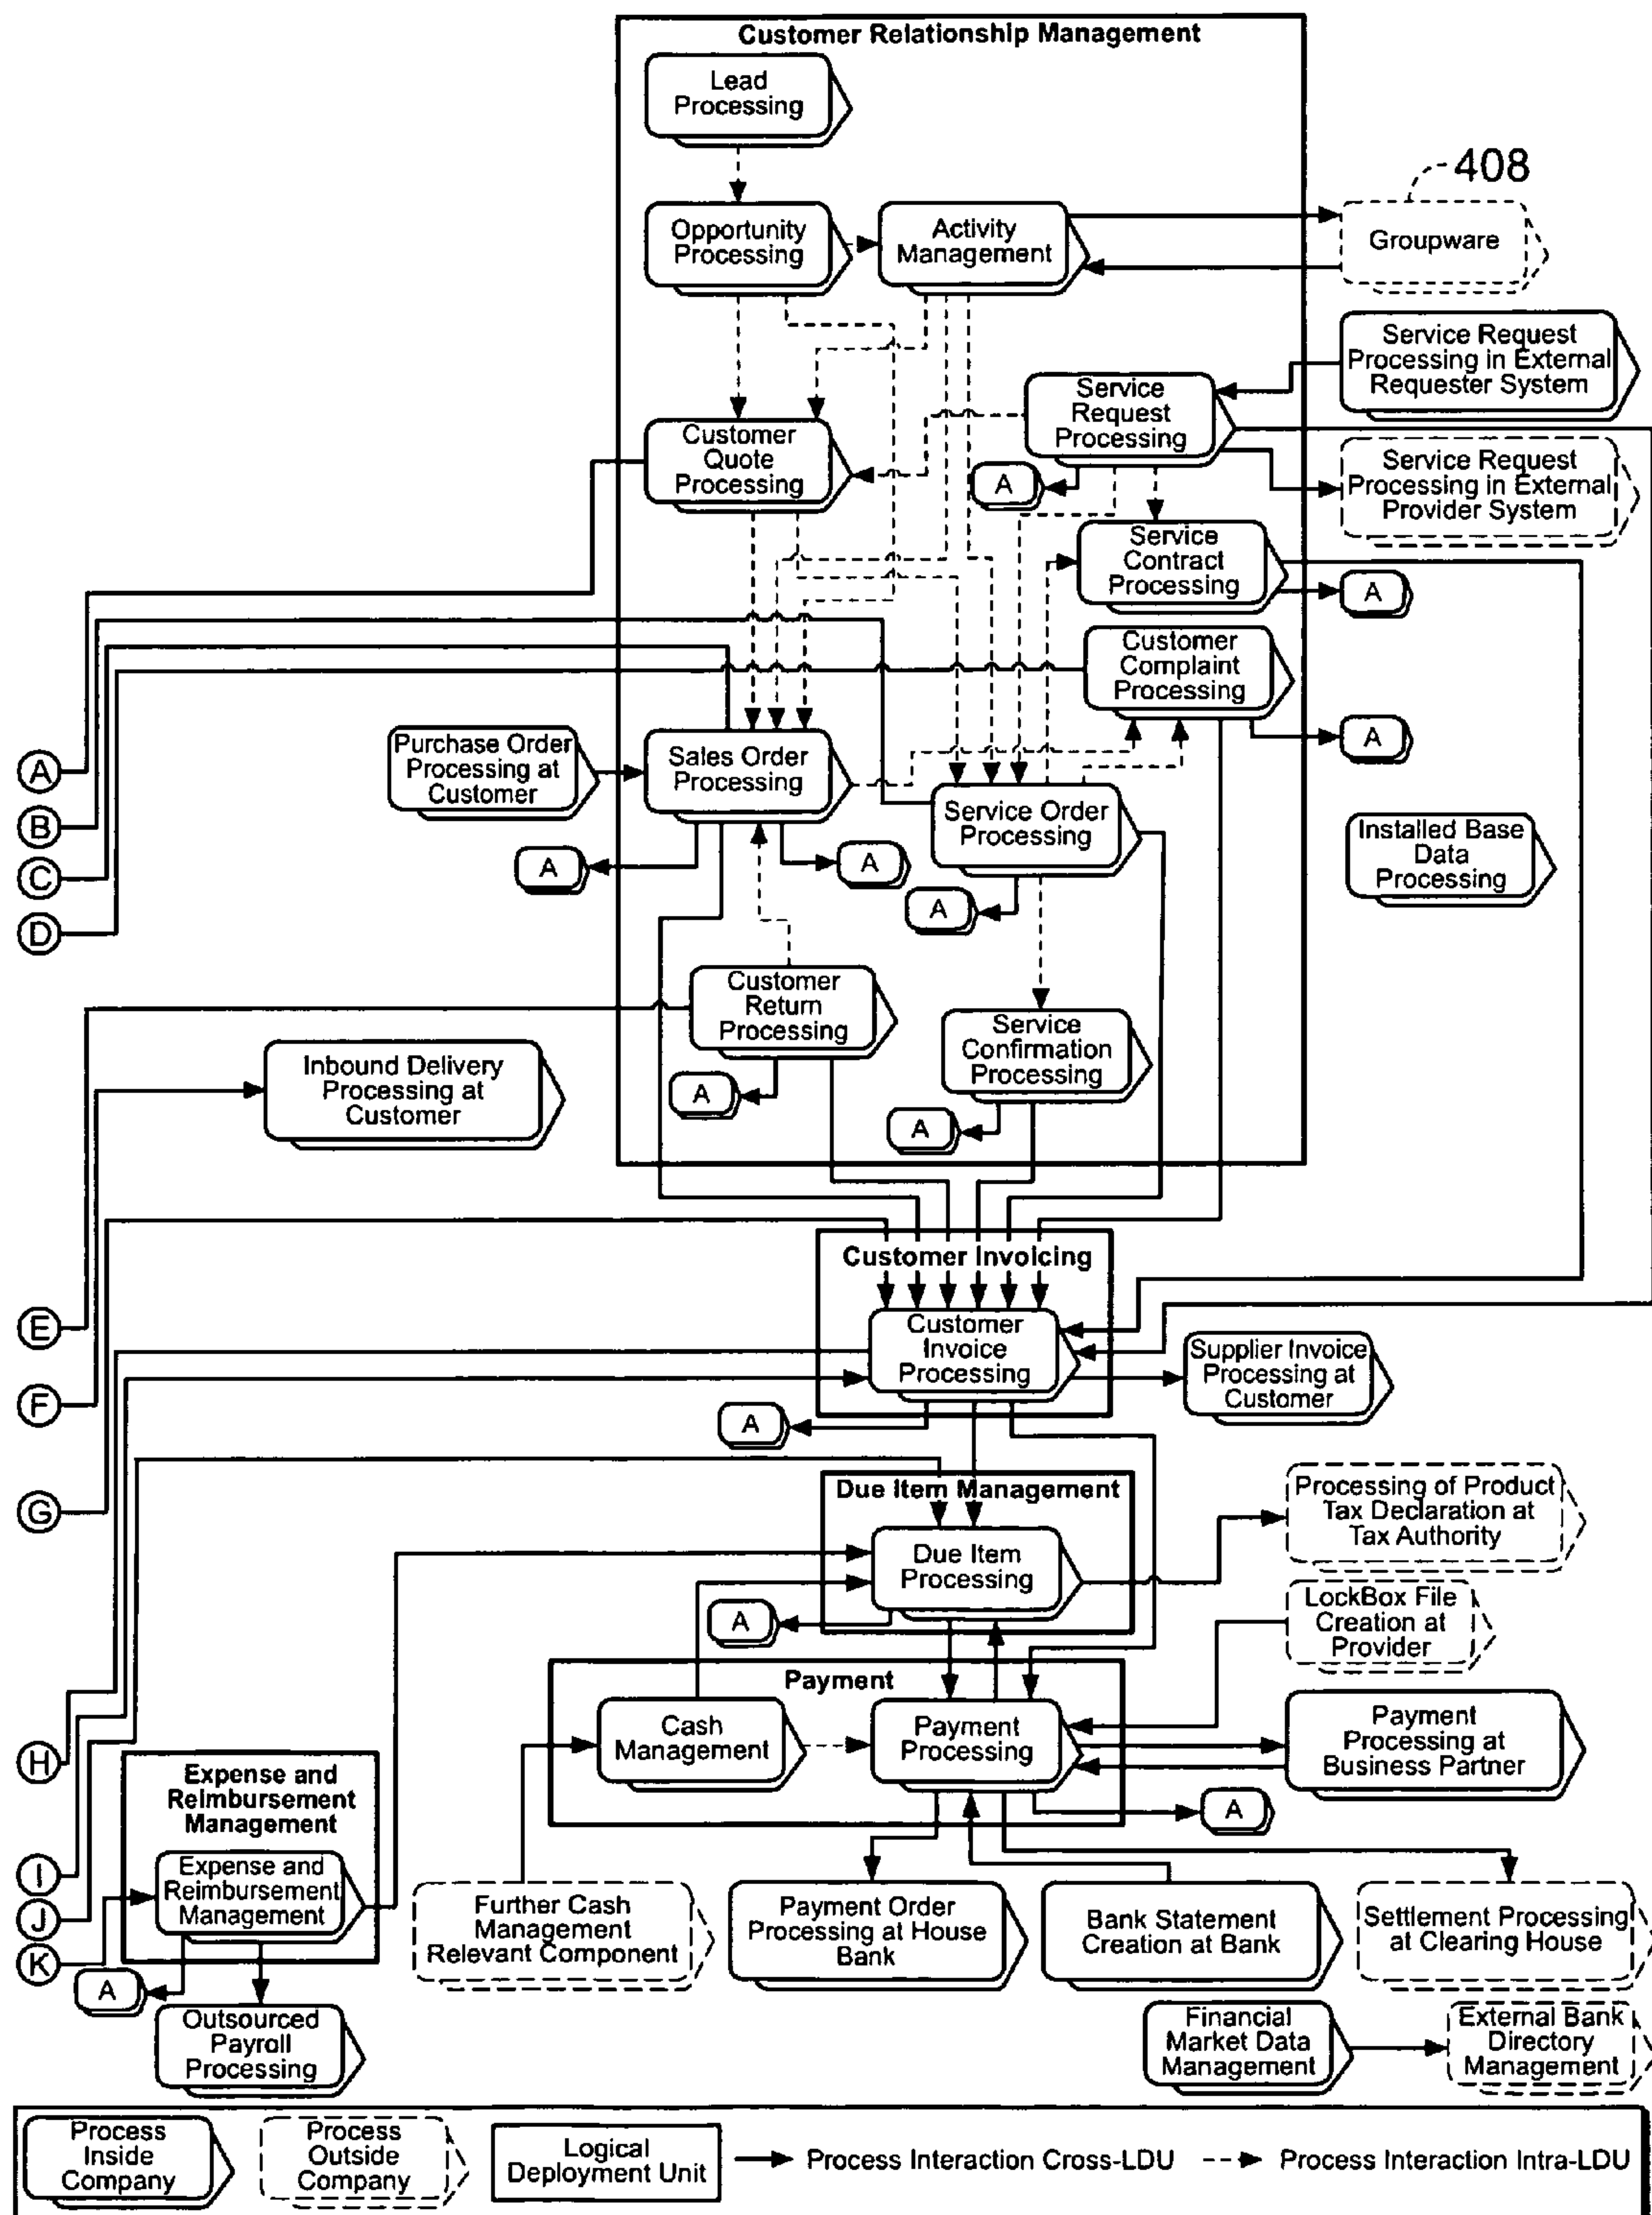 Customer Relationship Management
Lead
Processing
408
Opportunity
Processing
Activity
Management
Groupware
Service Request
Processing in External
Requester System
Service
Request
Processing
Customer
Quote
Processing
A
Service Request
Processing in External
Provider System
Service
Contract
Processing
A
Customer
Complaint
Processing
A
Purchase Order
Processing at
Customer
Sales Order
Processing
Service Order
Processing
Installed Base
Data
Processing
A
B
C
D
A
A
A
Customer
Return
Processing
Service
Confirmation
Processing
Inbound Delivery
Processing at
Customer
A
A
Customer Invoicing
Customer
Invoice
Processing
Supplier Invoice
Processing at
Customer
E
F
G
A
Due Item Management
Due Item
Processing
Processing of Product
Tax Declaration at
Tax Authority
A
LockBox File
Creation at
Provider
Payment
Cash
Management
Payment
Processing
Payment
Processing at
Business Partner
A
H
I
J
K
Expense and
Reimbursement
Management
Expense and
Reimbursement
Management
A
Outsourced
Payroll
Processing
Further Cash
Management
Relevant Component
Payment Order
Processing at House
Bank
Bank Statement
Creation at Bank
Settlement Processing
at Clearing House
Financial
Market Data
Management
External Bank
Directory
Management
Process
Inside
Company
Process
Outside
Company
Logical
Deployment Unit
Process Interaction Cross-LDU
Process Interaction Intra-LDU